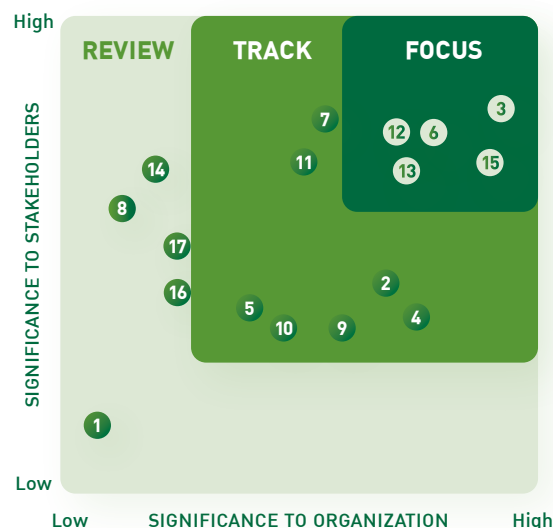 High
REVIEW TRACK FOCUS
3
7
12 6
11 15
14 13
8
17
16 2
5 4
10 9
1
SIGNIFICANCE TO STAKEHOLDERS
Low
Low SIGNIFICANCE TO ORGANIZATION High